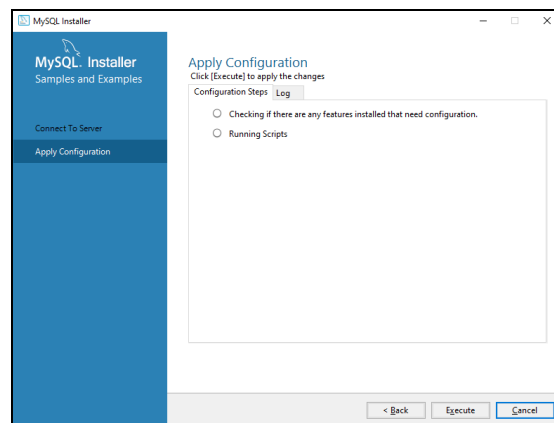 MySQL Installer
MySQL. Installer
Samples and Examples
Connect To Server
Apply Configuration
Apply Configuration
Click [Execute] to apply the changes
Configuration Steps Log
Checking if there are any features installed that need configuration.
Running Scripts
< Back Execute Cancel